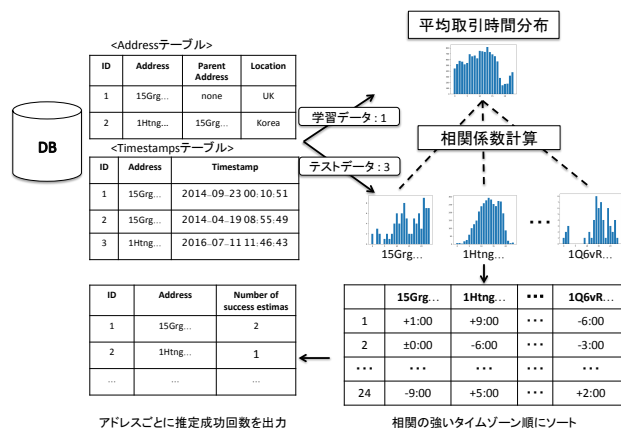 平均取引時間分布
<Addressテーブル>
ID Address Parent Address Location
1 15Grg... none UK
2 1Htng... 15Grg... Korea
DB
学習データ：1
テストデータ：3
相関係数計算
<Timestampsテーブル>
ID Address Timestamp
1 15Grg... 2014-09-23 00:10:51
2 15Grg... 2014-04-19 08:55:49
3 1Htng... 2016-07-11 11:46:43
15Grg... 1Htng... ... 1Q6vR...
ID Address Number of success estimas
1 15Grg... 2
2 1Htng... 1
... ... ...
15Grg... 1Htng... ... 1Q6vR...
1 +1:00 +9:00 ... -6:00
2 ±0:00 -6:00 ... -3:00
... ... ... ...
24 -9:00 +5:00 ... +2:00
アドレスごとに推定成功回数を出力
相関の強いタイムゾーン順にソート